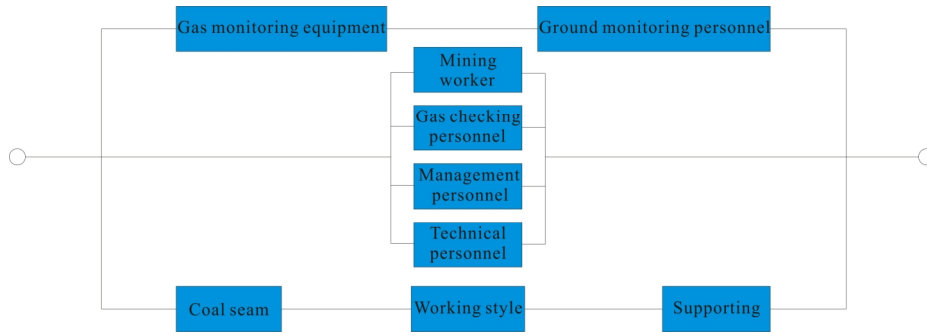 Gas monitoring equipment
Ground monitoring personnel
Mining
worker
Gas checking
personnel
Management
personnel
Technical
personnel
Coal seam
Working style
Supporting